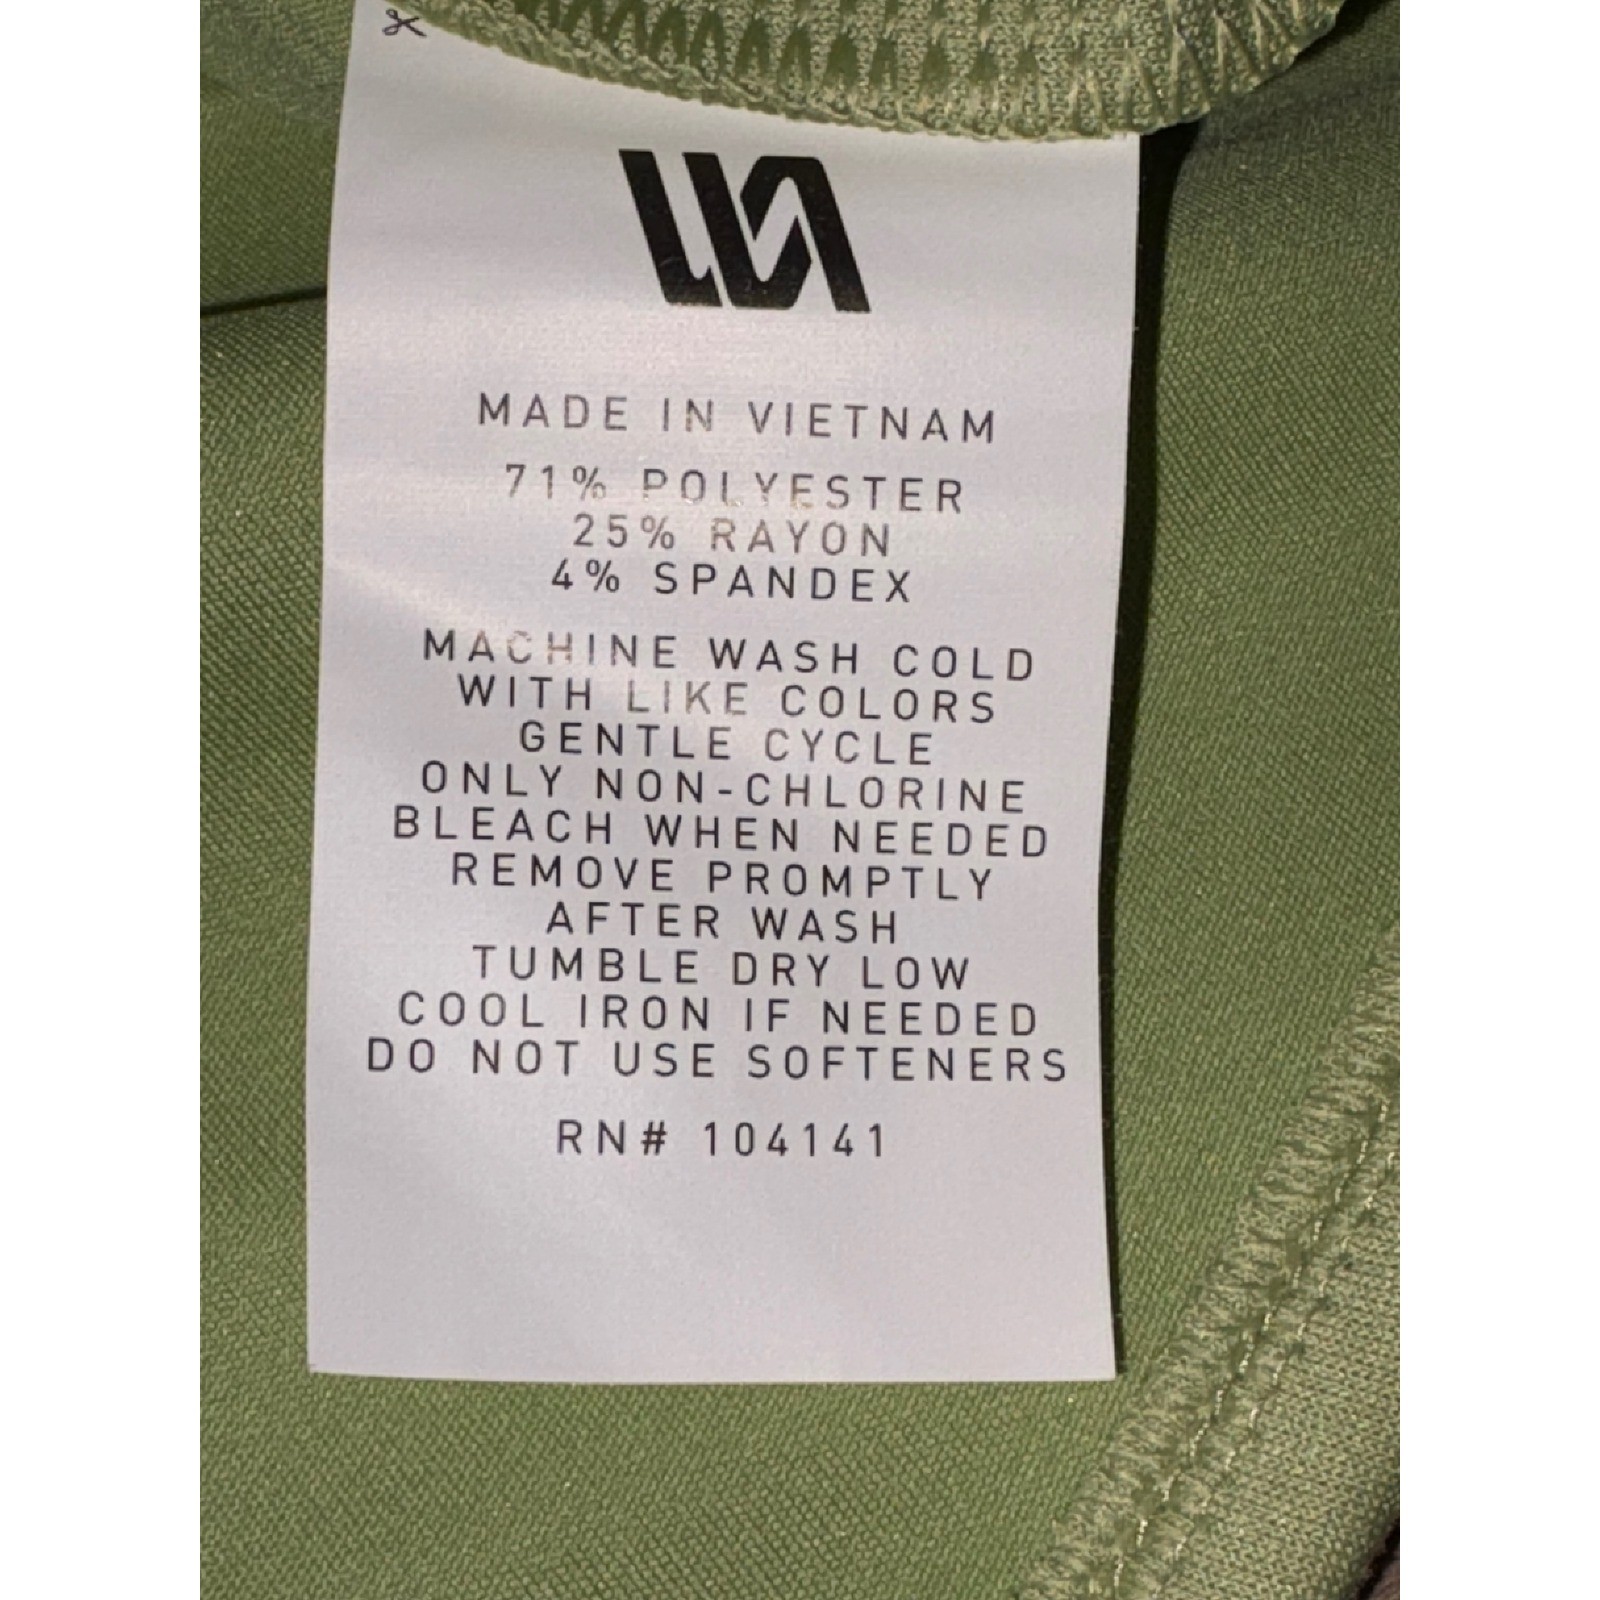 MADE IN VIETNAM
71% POLYESTER
25% RAYON
4% SPANDEX
MACHINE WASH COLD
WITH LIKE COLORS
GENTLE CYCLE
ONLY NON-CHLORINE
BLEACH WHEN NEEDED
REMOVE PROMPTLY
AFTER WASH
TUMBLE DRY LOW
COOL IRON IF NEEDED
DO NOT USE SOFTENERS
RN# 104141